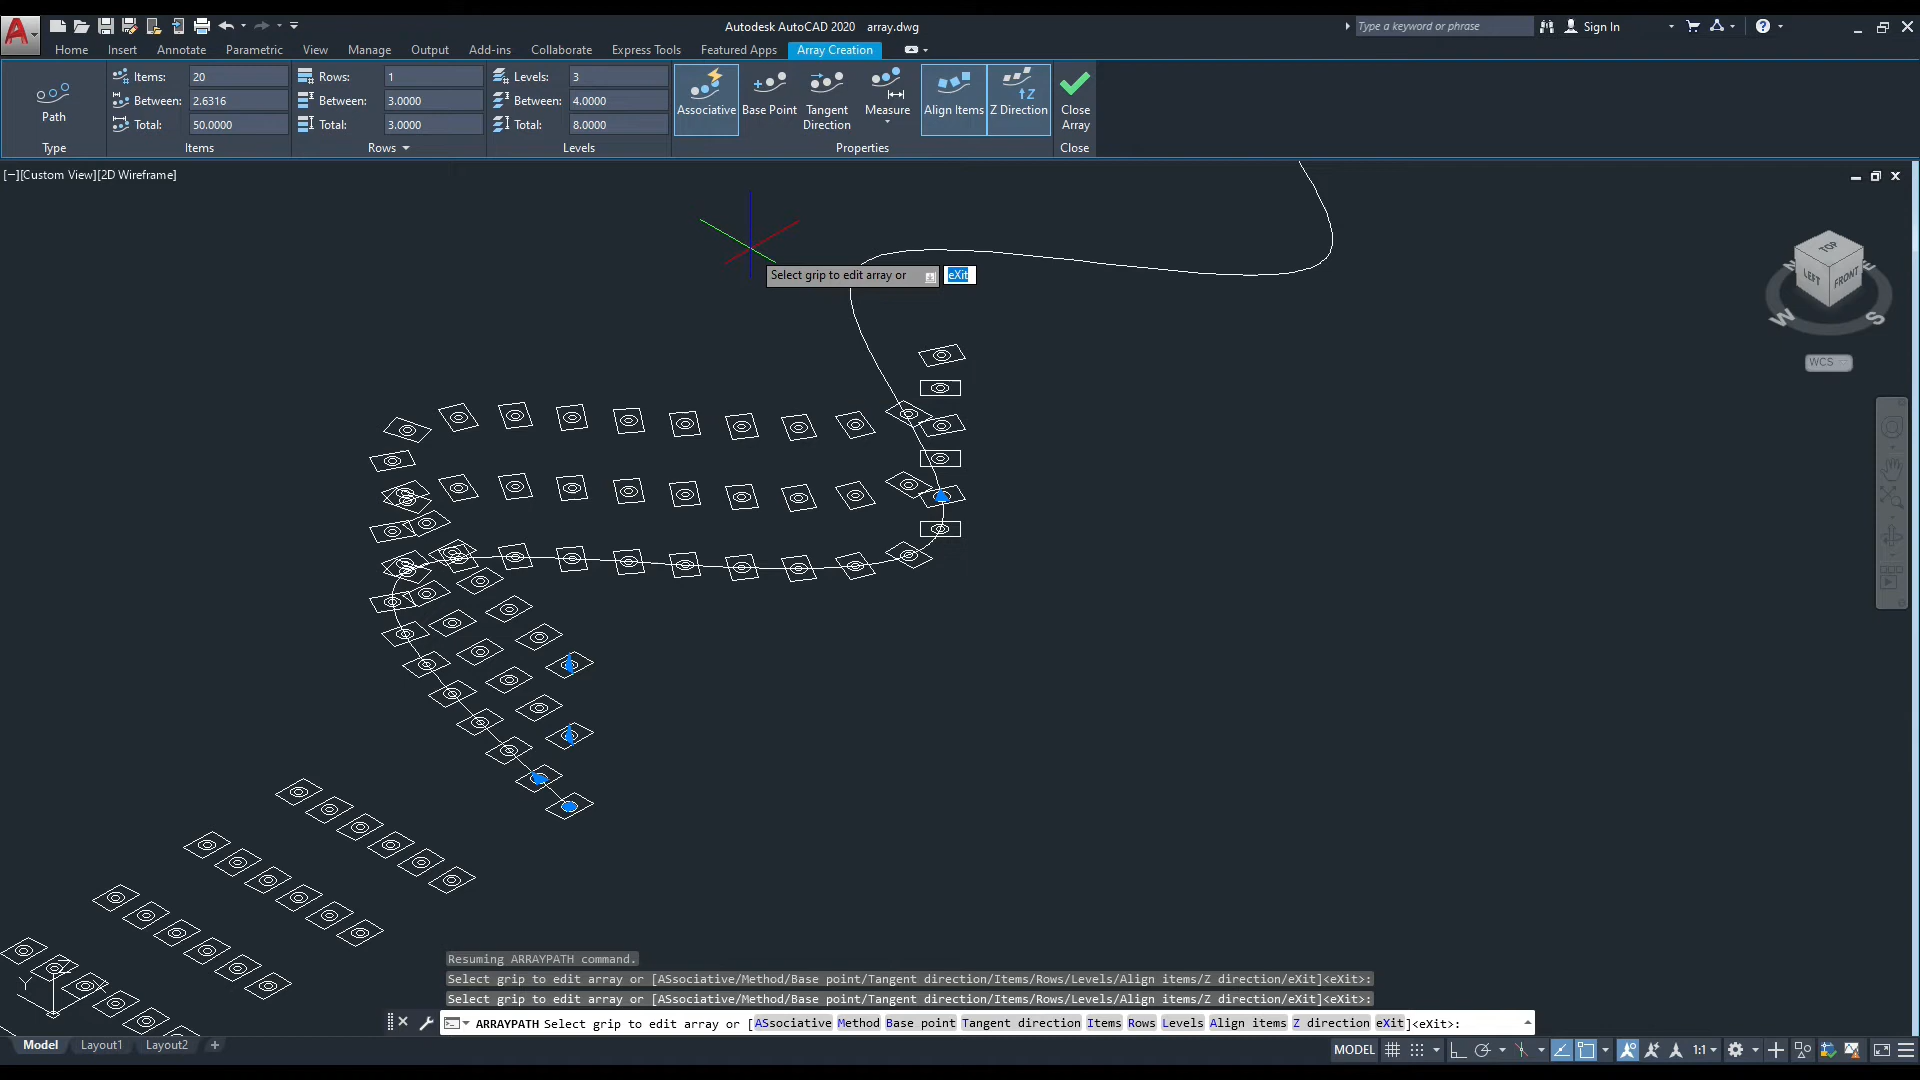 Autodesk AutoCAD 2020 array.dwg
Type a keyword or phrase
Sign In
Home Insert Annotate Parametric View Manage Output Add-ins Collaborate Express Tools Featured Apps Array Creation
Path
Type
Items: 20
Between: 2.6316
Total: 50.0000
Items
Rows: 1
Between: 3.0000
Total: 3.0000
Rows
Levels: 3
Between: 4.0000
Total: 8.0000
Levels
Associative
Base Point
Tangent
Direction
Measure
Align Items
Z Direction
Properties
Close
Array
Close
[−][Custom View][2D Wireframe]
TOP
LEFT
FRONT
N
E
W
S
WCS
Select grip to edit array or
eXit
Y
Z
X
Resuming ARRAYPATH command.
Select grip to edit array or [ASsociative/Method/Base point/Tangent direction/Items/Rows/Levels/Align items/Z direction/eXit]<eXit>:
Select grip to edit array or [ASsociative/Method/Base point/Tangent direction/Items/Rows/Levels/Align items/Z direction/eXit]<eXit>:
ARRAYPATH Select grip to edit array or [ASsociative Method Base point Tangent direction Items Rows Levels Align items Z direction eXit]<eXit>:
Model Layout1 Layout2 +
MODEL
1:1